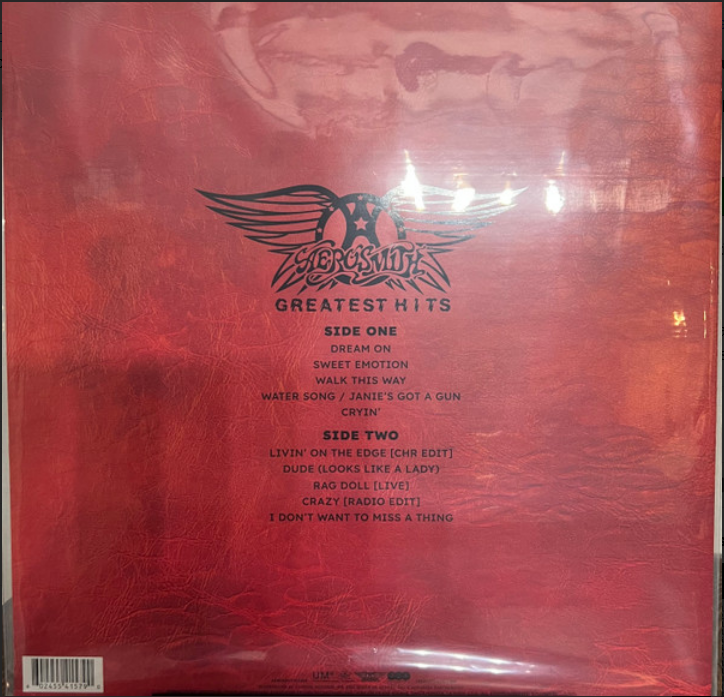 AEROSMITH
GREATEST HITS
SIDE ONE
DREAM ON
SWEET EMOTION
WALK THIS WAY
WATER SONG / JANIE'S GOT A GUN
CRYIN'
SIDE TWO
LIVIN' ON THE EDGE [CHR EDIT]
DUDE (LOOKS LIKE A LADY)
RAG DOLL [LIVE]
CRAZY [RADIO EDIT]
I DON'T WANT TO MISS A THING